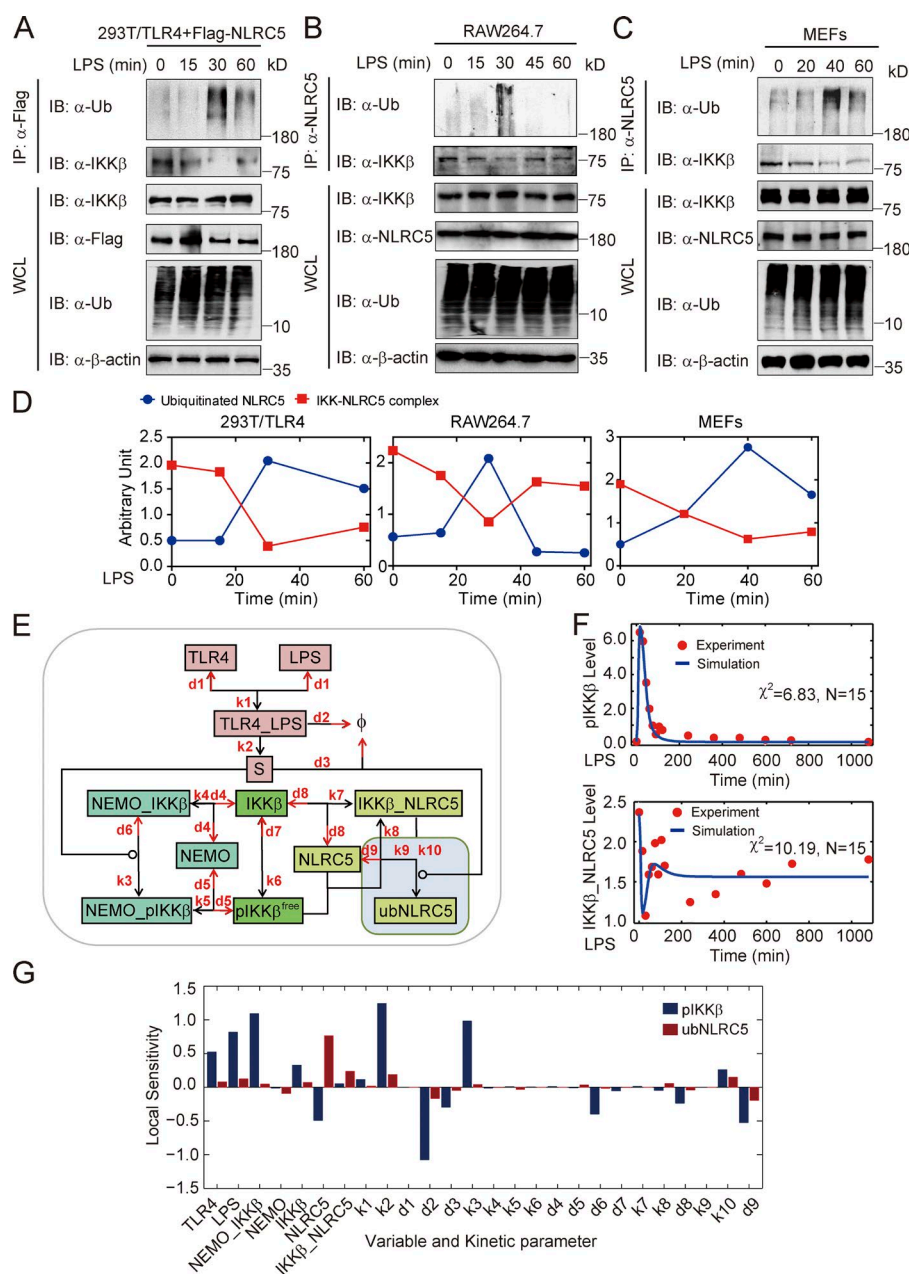 A
293T/TLR4+Flag-NLRC5
LPS (min) 0 15 30 60 kD
IP: α-Flag
IB: α-Ub
180
IB: α-IKKβ
75
WCL
IB: α-IKKβ
75
IB: α-Flag
180
IB: α-Ub
10
IB: α-β-actin
35
B
RAW264.7
LPS (min) 0 15 30 45 60 kD
IP: α-NLRC5
IB: α-Ub
180
IB: α-IKKβ
75
WCL
IB: α-IKKβ
75
IB: α-NLRC5
180
IB: α-Ub
10
IB: α-β-actin
35
C
MEFs
LPS (min) 0 20 40 60 kD
IP: α-NLRC5
IB: α-Ub
180
IB: α-IKKβ
75
WCL
IB: α-IKKβ
75
IB: α-NLRC5
180
IB: α-Ub
10
IB: α-β-actin
35
D
Ubiquitinated NLRC5 IKK-NLRC5 complex
293T/TLR4 RAW264.7 MEFs
Arbitrary Unit
2.5
2.0
1.5
1.0
0.5
0.0
3
2
1
0
LPS
0 20 40 60 0 20 40 60 0 20 40 60
Time (min) Time (min) Time (min)
E
TLR4 LPS
d1 d1
k1
TLR4_LPS d2 ϕ
k2
S d3
NEMO_IKKβ k4 d4 IKKβ d8 k7 IKKβ_NLRC5
d6 d4 d7 d8 k8
NEMO NLRC5 d9 k9 k10
k3 d5 k6
NEMO_pIKKβ k5 d5 pIKKβfree ubNLRC5
F
pIKKβ Level
6.0
4.0
2.0
0.0
Experiment
Simulation
χ2=6.83, N=15
LPS
0 200 400 600 800 1000
Time (min)
IKKβ_NLRC5 Level
2.5
2.0
1.5
1.0
Experiment
Simulation
χ2=10.19, N=15
LPS
0 200 400 600 800 1000
Time (min)
G
Local Sensitivity
1.5
1.0
0.5
0.0
−0.5
−1.0
−1.5
pIKKβ
ubNLRC5
TLR4 LPS NEMO_IKKβ NEMO IKKβ NLRC5 IKKβ_NLRC5 k1 k2 d1 d2 d3 k3 k4 k5 k6 d4 d5 d6 d7 k7 k8 d8 k9 k10 d9
Variable and Kinetic parameter